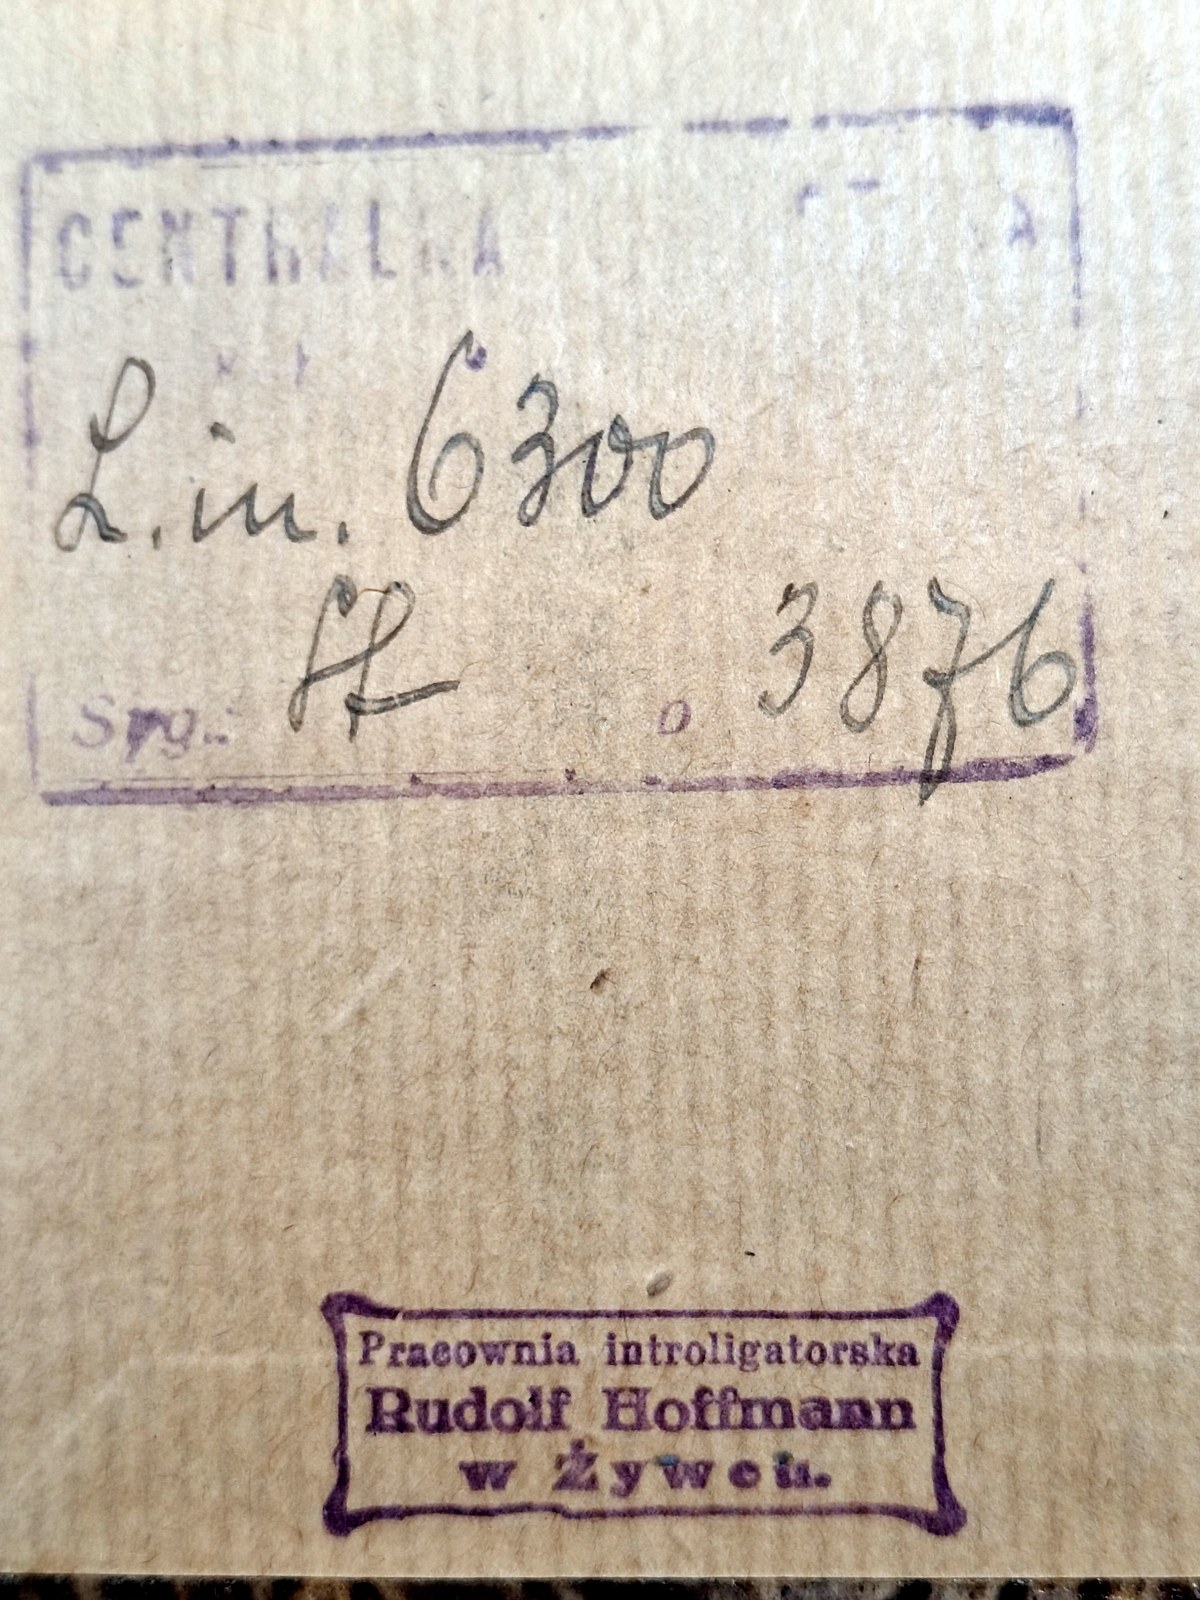 CENTRALNA
L. in. 6300
Syg.: 3876
Pracownia introligatorska
Rudolf Hoffmann
w Żywcu.